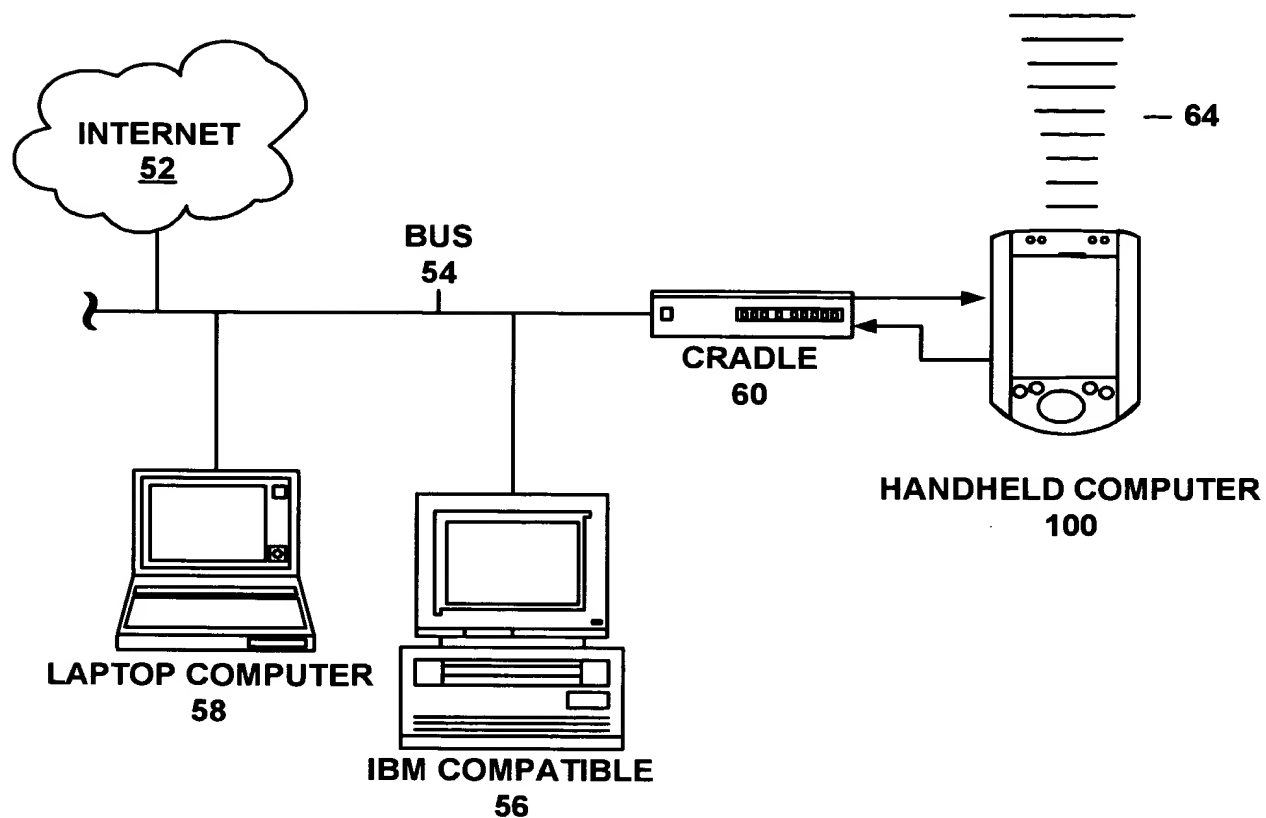 INTERNET
52
64
BUS
54
CRADLE
60
HANDHELD COMPUTER
100
LAPTOP COMPUTER
58
IBM COMPATIBLE
56